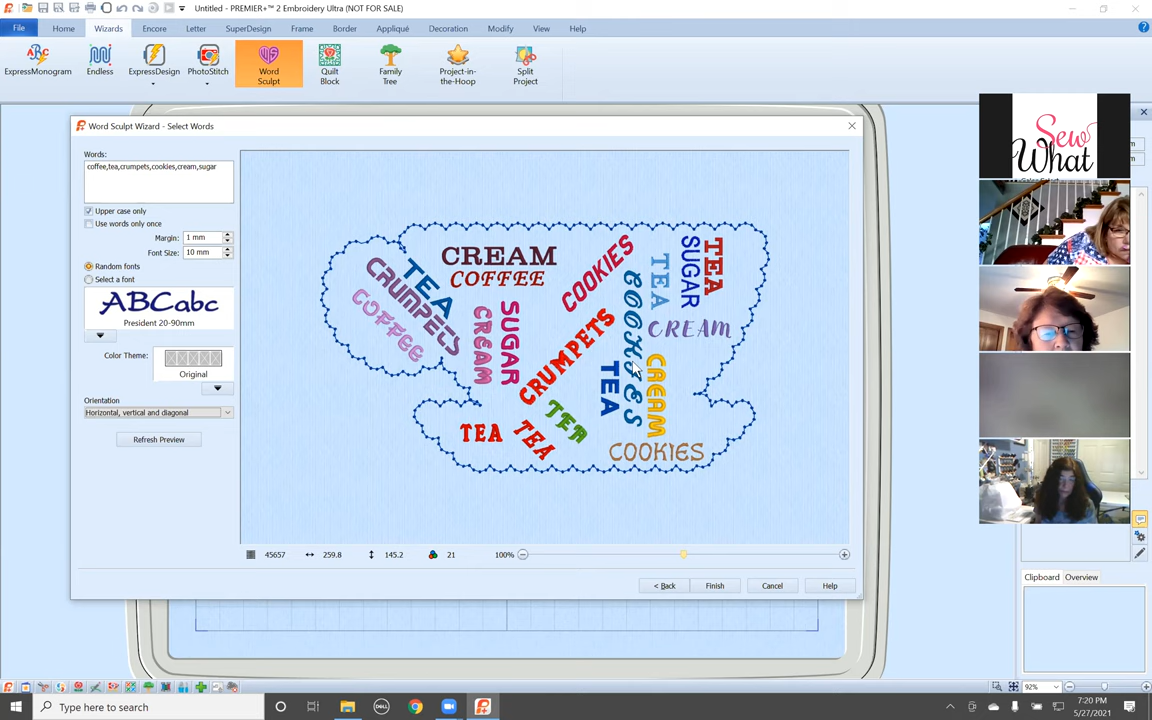 Untitled - PREMIER+™ 2 Embroidery Ultra (NOT FOR SALE)
File
Home
Wizards
Encore
Letter
SuperDesign
Frame
Border
Appliqué
Decoration
Modify
View
Help
ExpressMonogram
Endless
ExpressDesign
PhotoStitch
Word
Sculpt
Quilt
Block
Family
Tree
Project-in
the-Hoop
Split
Project
Word Sculpt Wizard - Select Words
Words:
coffee,tea,crumpets,cookies,cream,sugar
Upper case only
Use words only once
Margin:
1 mm
Font Size:
10 mm
Random fonts
Select a font
ABCabc
President 20-90mm
Color Theme:
Original
Orientation
Horizontal, vertical and diagonal
Refresh Preview
CREAM
COFFEE
TEA
CRUMPETS
COFFEE
CREAM
SUGAR
COOKIES
CRUMPETS
COOKIES
TEA
SUGAR
TEA
CREAM
TEA
CREAM
TEA
TEA
TEA
COOKIES
45657
259.8
145.2
21
100%
< Back
Finish
Cancel
Help
Sew
What
Clipboard
Overview
92%
Type here to search
DELL
7:20 PM
5/27/2021